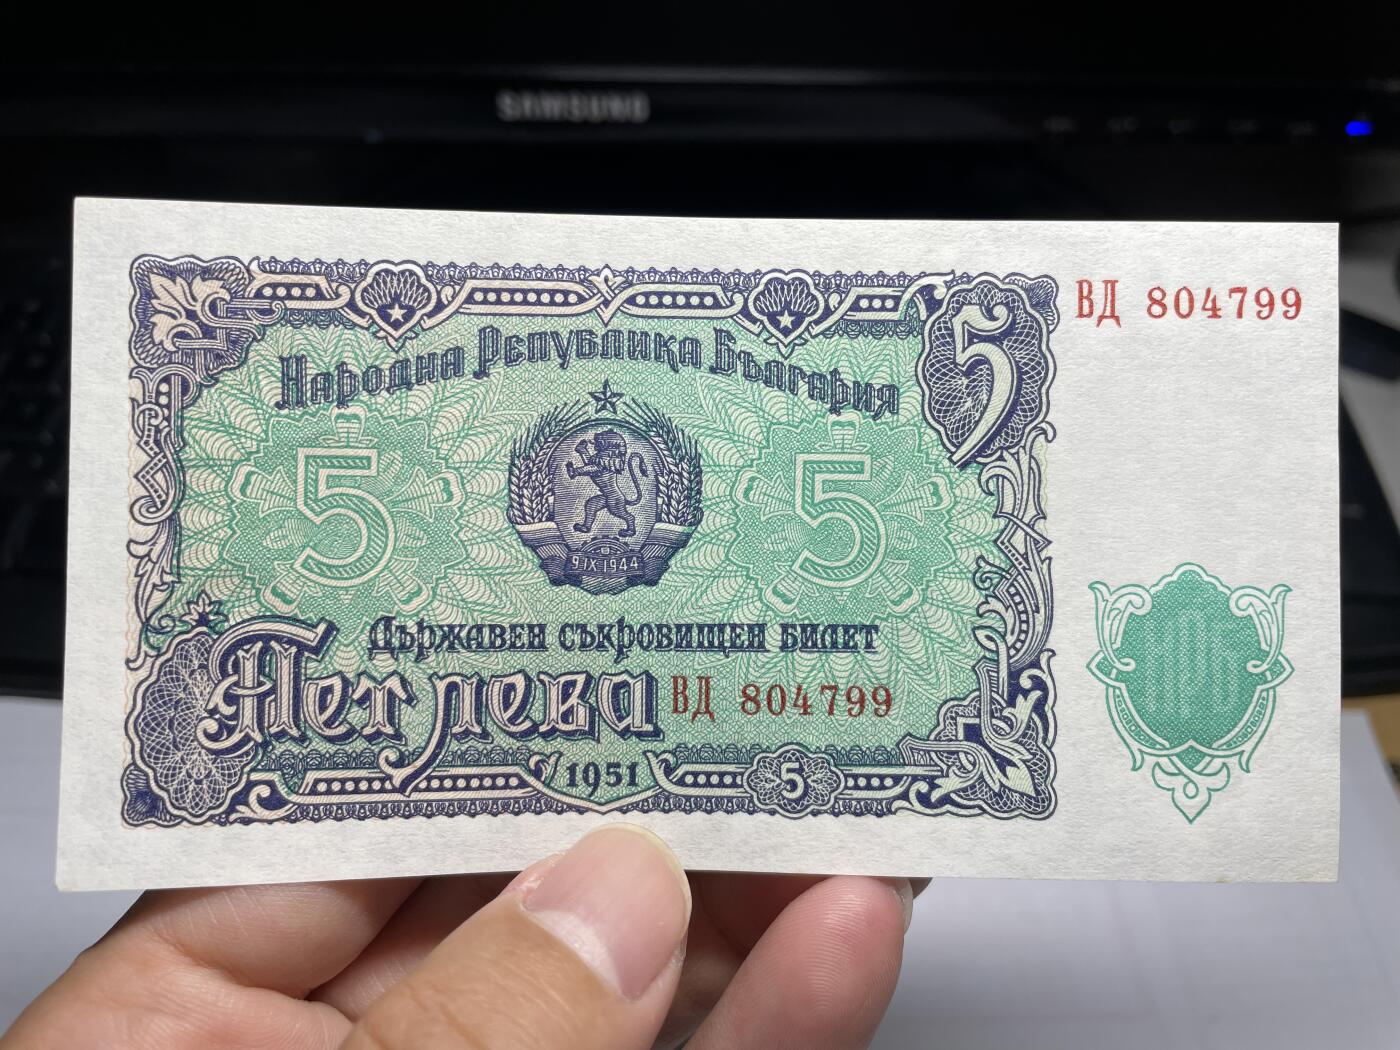 SAMSUNG
ВД 804799
5
Народна Република България
5
5
9·IX·1944
Държавен съкровищен билет
Пет лева
ВД 804799
1951
5